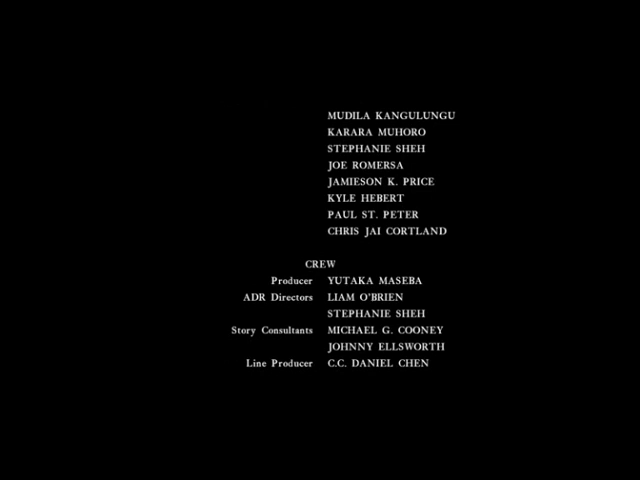 MUDILA KANGULUNGU
KARARA MUHORO
STEPHANIE SHEH
JOE ROMERSA
JAMIESON K. PRICE
KYLE HEBERT
PAUL ST. PETER
CHRIS JAI CORTLAND
CREW
Producer YUTAKA MASEBA
ADR Directors LIAM O'BRIEN
STEPHANIE SHEH
Story Consultants MICHAEL G. COONEY
JOHNNY ELLSWORTH
Line Producer C.C. DANIEL CHEN